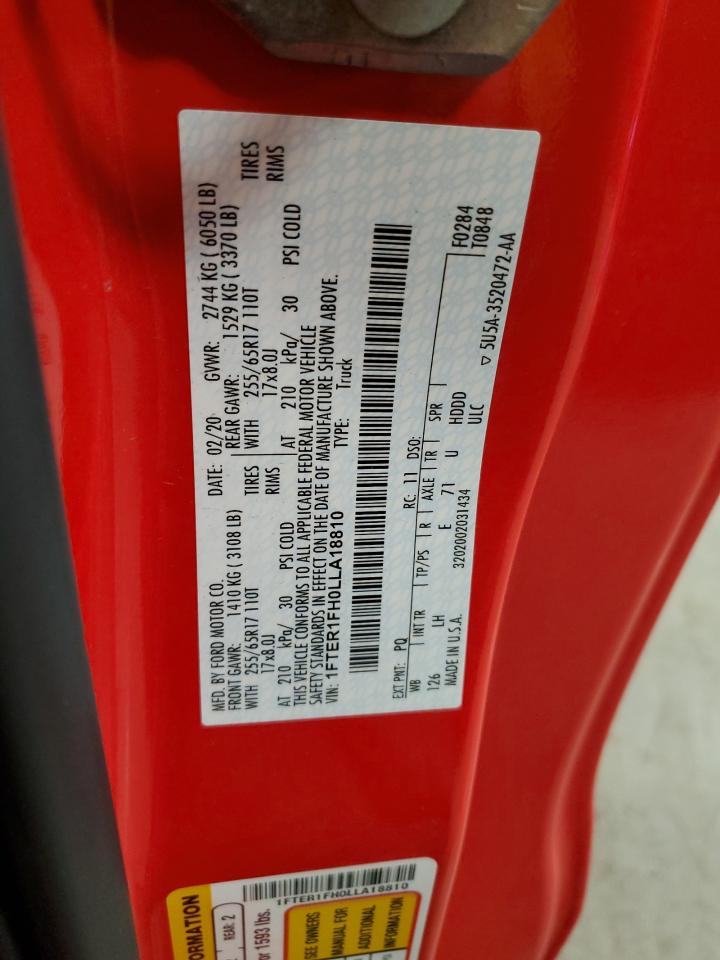 MFD. BY FORD MOTOR CO.
DATE: 02/20 GVWR: 2744 KG ( 6050 LB)
FRONT GAWR: 1410 KG ( 3108 LB)
REAR GAWR: 1529 KG ( 3370 LB)
WITH 255/65R17 110T TIRES
WITH 255/65R17 110T TIRES
17x8.0J RIMS
17x8.0J RIMS
AT 210 kPa/ 30 PSI COLD
AT 210 kPa/ 30 PSI COLD
THIS VEHICLE CONFORMS TO ALL APPLICABLE FEDERAL MOTOR VEHICLE
SAFETY STANDARDS IN EFFECT ON THE DATE OF MANUFACTURE SHOWN ABOVE.
VIN: 1FTER1FH0LLA18810 TYPE: Truck
EXT PNT: PQ RC: 11 DSO: F0284
T0848
WB INT TR TP/PS R AXLE TR SPR
126 LH E 71 U HDDD
ULC
MADE IN U.S.A. 3202002031434 ▽ 5U5A-3520472-AA
1FTER1FH0LLA18810
ORMATION
REAR: 2
or 1593 lbs.
SEE OWNERS
MANUAL FOR
ADDITIONAL
INFORMATION